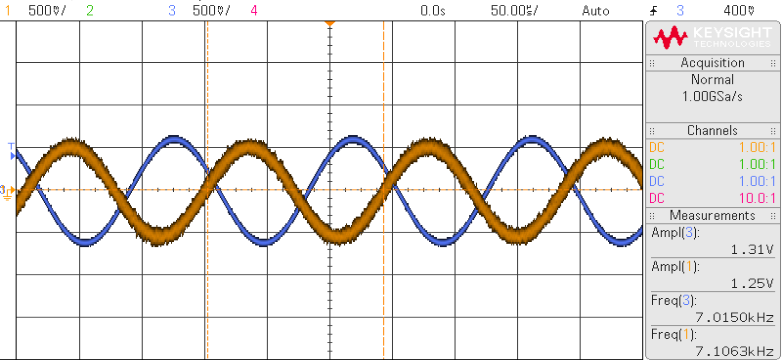 1 500mV/ 2 3 500mV/ 4 0.0s 50.00us/ Auto 3 400mV
KEYSIGHT
TECHNOLOGIES
Acquisition
Normal
1.00GSa/s
Channels
DC 1.00:1
DC 1.00:1
DC 1.00:1
DC 10.0:1
Measurements
Ampl(3):
1.31V
Ampl(1):
1.25V
Freq(3):
7.0150kHz
Freq(1):
7.1063kHz
T
3